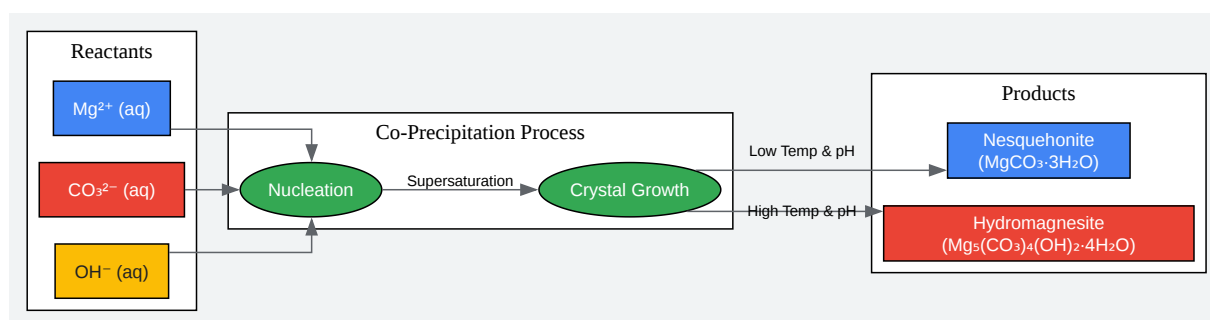 Reactants
Mg²⁺ (aq)
CO₃²⁻ (aq)
OH⁻ (aq)
Co-Precipitation Process
Nucleation
Supersaturation
Crystal Growth
Low Temp & pH
High Temp & pH
Products
Nesquehonite
(MgCO₃·3H₂O)
Hydromagnesite
(Mg₅(CO₃)₄(OH)₂·4H₂O)